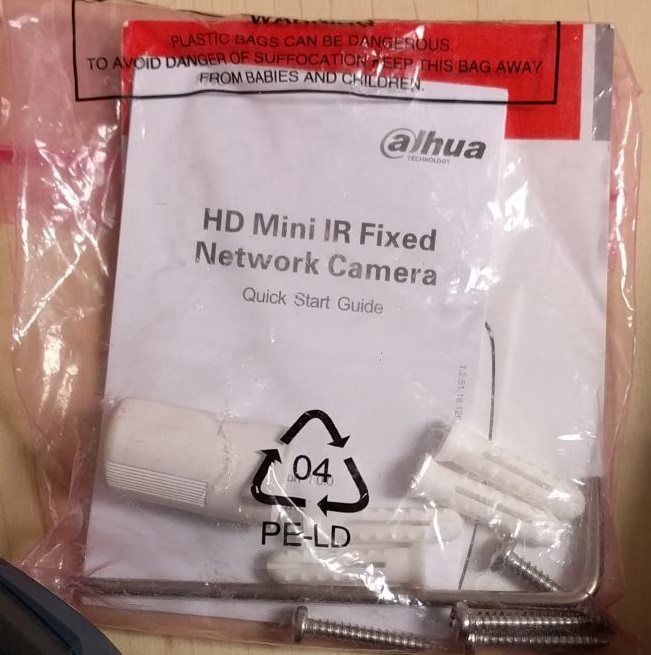 WARNING
PLASTIC BAGS CAN BE DANGEROUS.
TO AVOID DANGER OF SUFFOCATION KEEP THIS BAG AWAY
FROM BABIES AND CHILDREN.
alhua
TECHNOLOGY
HD Mini IR Fixed
Network Camera
Quick Start Guide
04
PE-LD